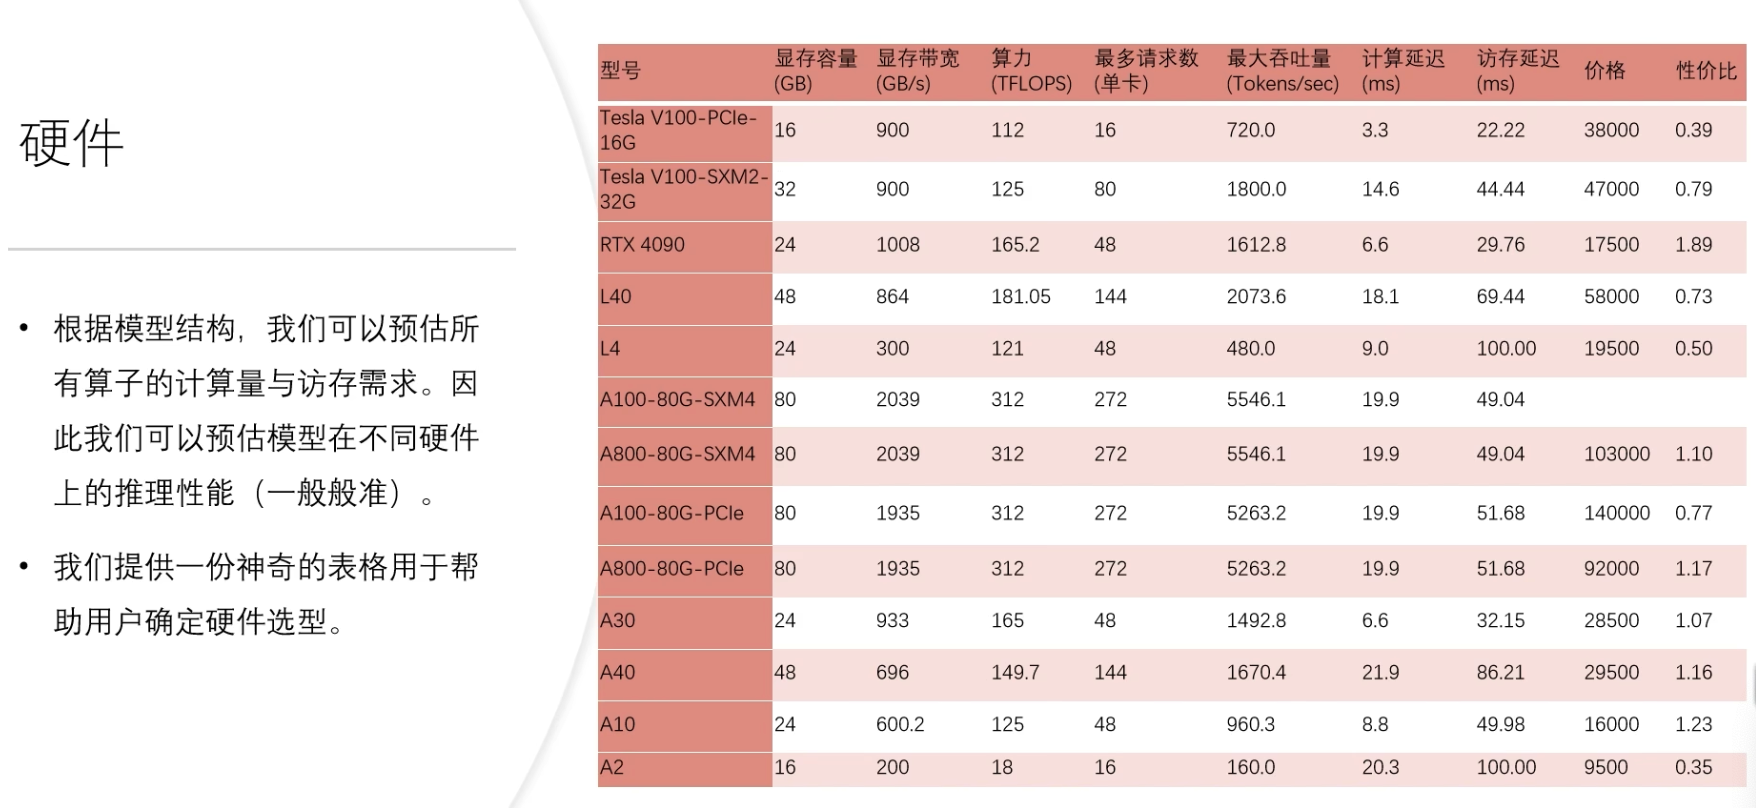 硬件
• 根据模型结构，我们可以预估所
有算子的计算量与访存需求。因
此我们可以预估模型在不同硬件
上的推理性能（一般般准）。
• 我们提供一份神奇的表格用于帮
助用户确定硬件选型。
型号 显存容量(GB) 显存带宽(GB/s) 算力(TFLOPS) 最多请求数(单卡) 最大吞吐量(Tokens/sec) 计算延迟(ms) 访存延迟(ms) 价格 性价比
Tesla V100-PCIe-16G 16 900 112 16 720.0 3.3 22.22 38000 0.39
Tesla V100-SXM2-32G 32 900 125 80 1800.0 14.6 44.44 47000 0.79
RTX 4090 24 1008 165.2 48 1612.8 6.6 29.76 17500 1.89
L40 48 864 181.05 144 2073.6 18.1 69.44 58000 0.73
L4 24 300 121 48 480.0 9.0 100.00 19500 0.50
A100-80G-SXM4 80 2039 312 272 5546.1 19.9 49.04
A800-80G-SXM4 80 2039 312 272 5546.1 19.9 49.04 103000 1.10
A100-80G-PCIe 80 1935 312 272 5263.2 19.9 51.68 140000 0.77
A800-80G-PCIe 80 1935 312 272 5263.2 19.9 51.68 92000 1.17
A30 24 933 165 48 1492.8 6.6 32.15 28500 1.07
A40 48 696 149.7 144 1670.4 21.9 86.21 29500 1.16
A10 24 600.2 125 48 960.3 8.8 49.98 16000 1.23
A2 16 200 18 16 160.0 20.3 100.00 9500 0.35